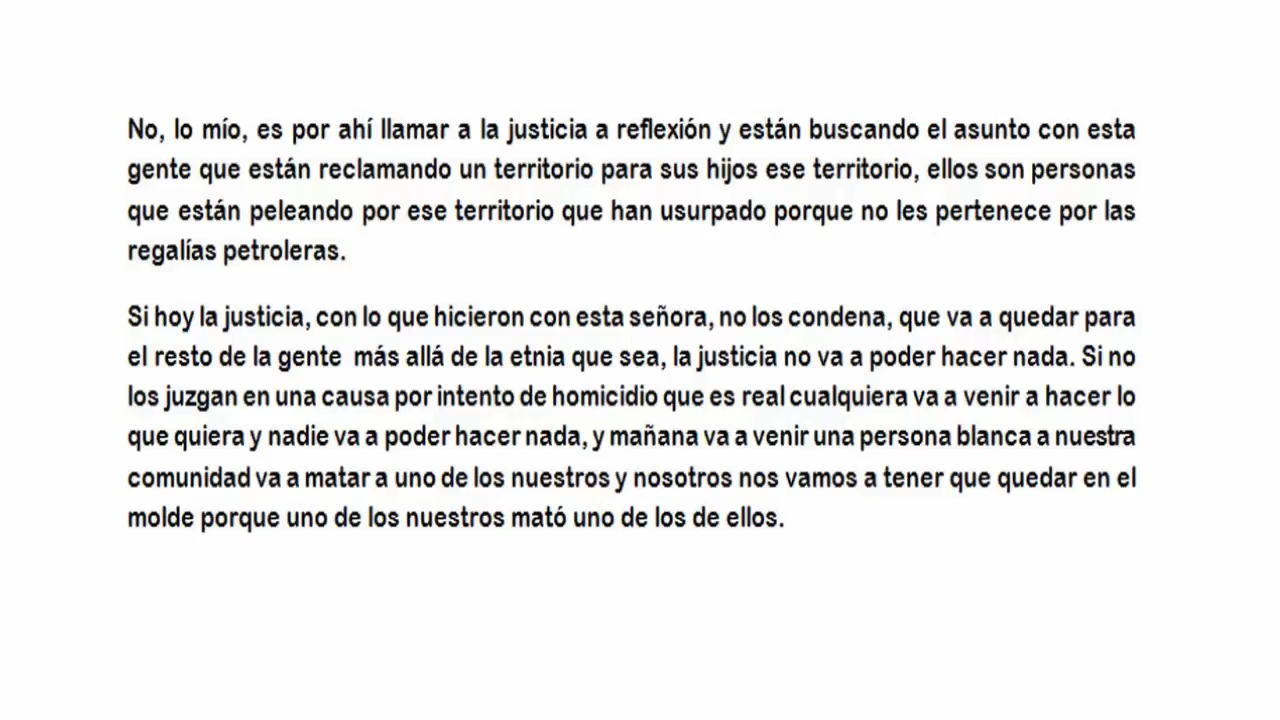 No, lo mío, es por ahí llamar a la justicia a reflexión y están buscando el asunto con esta
gente que están reclamando un territorio para sus hijos ese territorio, ellos son personas
que están peleando por ese territorio que han usurpado porque no les pertenece por las
regalías petroleras.
Si hoy la justicia, con lo que hicieron con esta señora, no los condena, que va a quedar para
el resto de la gente  más allá de la etnia que sea, la justicia no va a poder hacer nada. Si no
los juzgan en una causa por intento de homicidio que es real cualquiera va a venir a hacer lo
que quiera y nadie va a poder hacer nada, y mañana va a venir una persona blanca a nuestra
comunidad va a matar a uno de los nuestros y nosotros nos vamos a tener que quedar en el
molde porque uno de los nuestros mató uno de los de ellos.